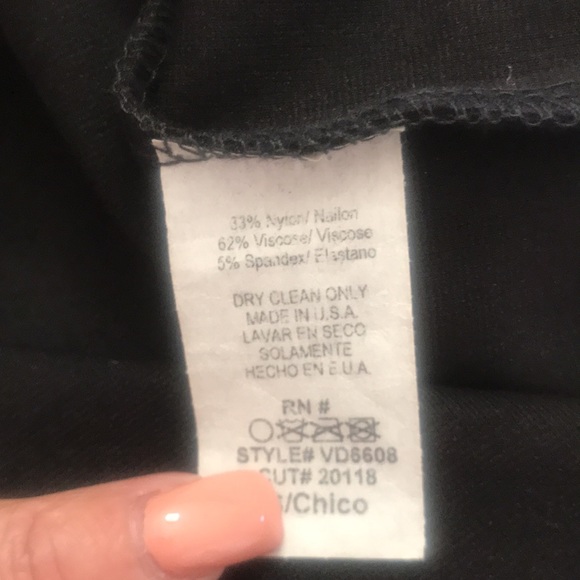 33% Nylon/ Nailon
62% Viscose/ Viscose
5% Spandex/ Elastano
DRY CLEAN ONLY
MADE IN U.S.A.
LAVAR EN SECO
SOLAMENTE
HECHO EN E.U.A.
RN #
STYLE# VD6608
CUT# 20118
/Chico